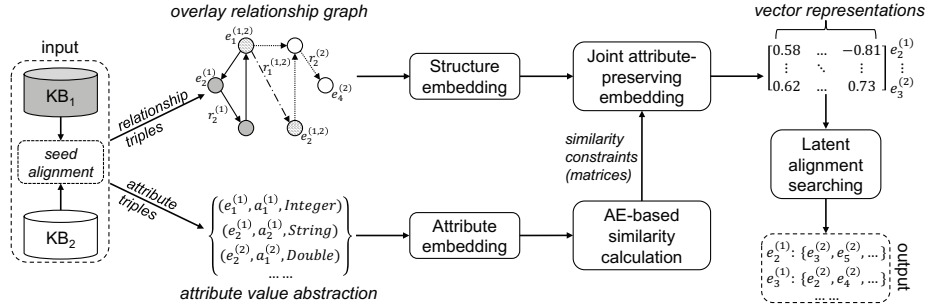 input
KB₁
seed
alignment
KB₂
relationship
triples
attribute
triples
overlay relationship graph
e₁^(1,2)
e₂^(1)
r₁^(1,2)
r₂^(2)
e₄^(2)
r₂^(1)
e₂^(1,2)
(e₁^(1), a₁^(1), Integer)
(e₂^(1), a₂^(1), String)
(e₂^(2), a₁^(2), Double)
... ...
attribute value abstraction
Structure
embedding
Attribute
embedding
Joint attribute-
preserving
embedding
similarity
constraints
(matrices)
AE-based
similarity
calculation
vector representations
0.58 … −0.81 e₂^(1)
⋮ ⋱ ⋮ ⋮
0.62 … 0.73 e₃^(2)
Latent
alignment
searching
e₂^(1): {e₃^(2), e₅^(2), … }
e₃^(1): {e₂^(2), e₄^(2), … }
... ...
output